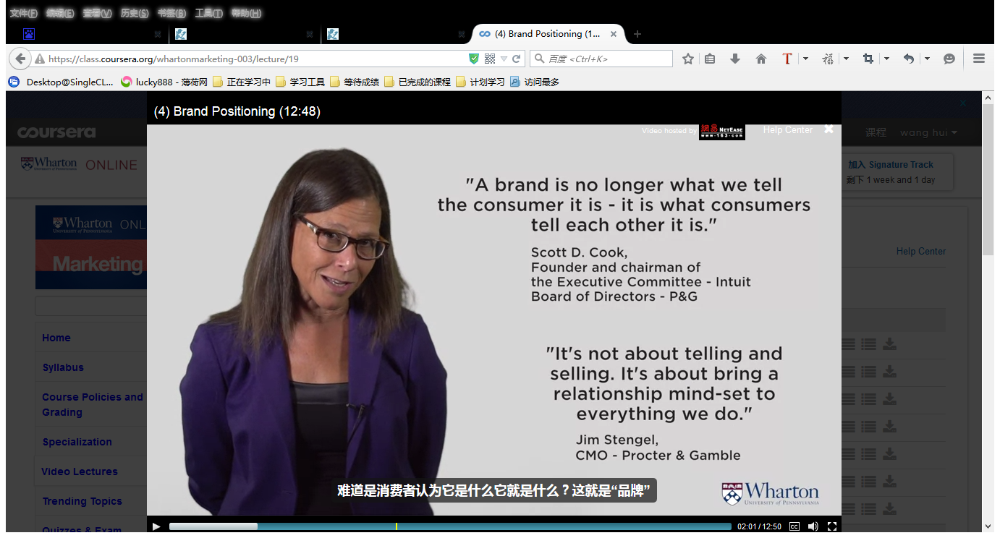 文件(F) 编辑(E) 查看(V) 历史(S) 书签(B) 工具(T) 帮助(H)
(4) Brand Positioning (1...
https://class.coursera.org/whartonmarketing-003/lecture/19
百度 <Ctrl+K>
Desktop@SingleCL... lucky888 - 薄荷网 正在学习中 学习工具 等待成绩 已完成的课程 计划学习 访问最多
(4) Brand Positioning (12:48)
Video hosted by 網易 NETEASE www·163·com Help Center
coursera
课程 wang hui
Wharton ONLINE
加入 Signature Track
剩下 1 week and 1 day
"A brand is no longer what we tell
the consumer it is - it is what consumers
tell each other it is."
Scott D. Cook,
Founder and chairman of
the Executive Committee - Intuit
Board of Directors - P&G
Wharton ONL
UNIVERSITY OF PENNSYLVANIA
Marketing
Help Center
Home
Syllabus
Course Policies and
Grading
Specialization
Video Lectures
Trending Topics
Quizzes & Exam
"It's not about telling and
selling. It's about bring a
relationship mind-set to
everything we do."
Jim Stengel,
CMO - Procter & Gamble
难道是消费者认为它是什么它就是什么？这就是“品牌”
Wharton
UNIVERSITY OF PENNSYLVANIA
02:01 / 12:50 CC